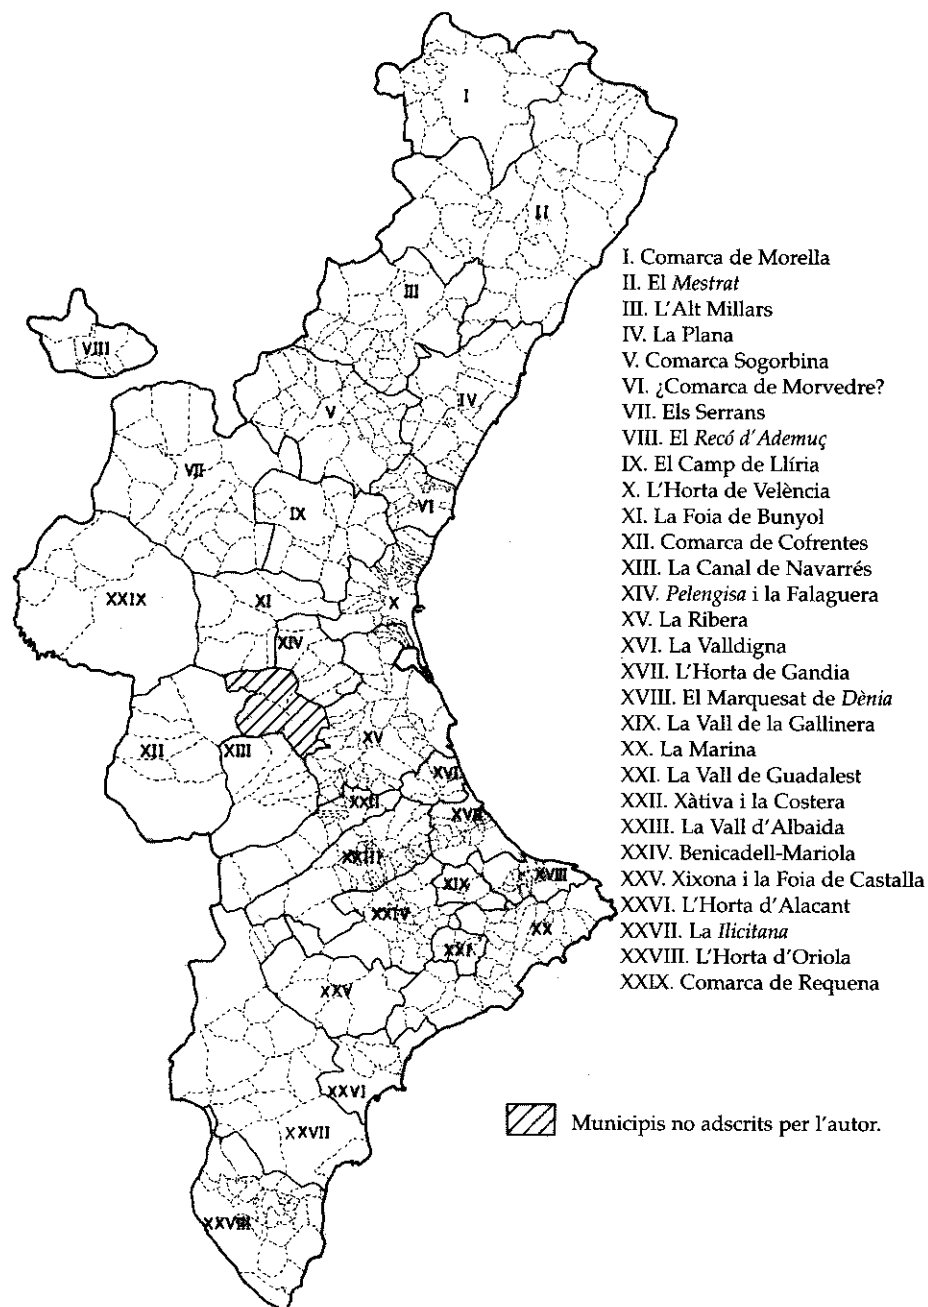 I
II
III
VIII
IV
V
VII
VI
IX
XXIX
XI
X
XIV
XII
XIII
XV
XVI
XXII
XVII
XXIII
XIX
XVIII
XXIV
XX
XXI
XXV
XXVI
XXVII
XXVIII
I. Comarca de Morella
II. El Mestrat
III. L'Alt Millars
IV. La Plana
V. Comarca Sogorbina
VI. ¿Comarca de Morvedre?
VII. Els Serrans
VIII. El Recó d'Ademuç
IX. El Camp de Llíria
X. L'Horta de Velència
XI. La Foia de Bunyol
XII. Comarca de Cofrentes
XIII. La Canal de Navarrés
XIV. Pelengisa i la Falaguera
XV. La Ribera
XVI. La Valldigna
XVII. L'Horta de Gandia
XVIII. El Marquesat de Dènia
XIX. La Vall de la Gallinera
XX. La Marina
XXI. La Vall de Guadalest
XXII. Xàtiva i la Costera
XXIII. La Vall d'Albaida
XXIV. Benicadell-Mariola
XXV. Xixona i la Foia de Castalla
XXVI. L'Horta d'Alacant
XXVII. La Ilicitana
XXVIII. L'Horta d'Oriola
XXIX. Comarca de Requena
Municipis no adscrits per l'autor.